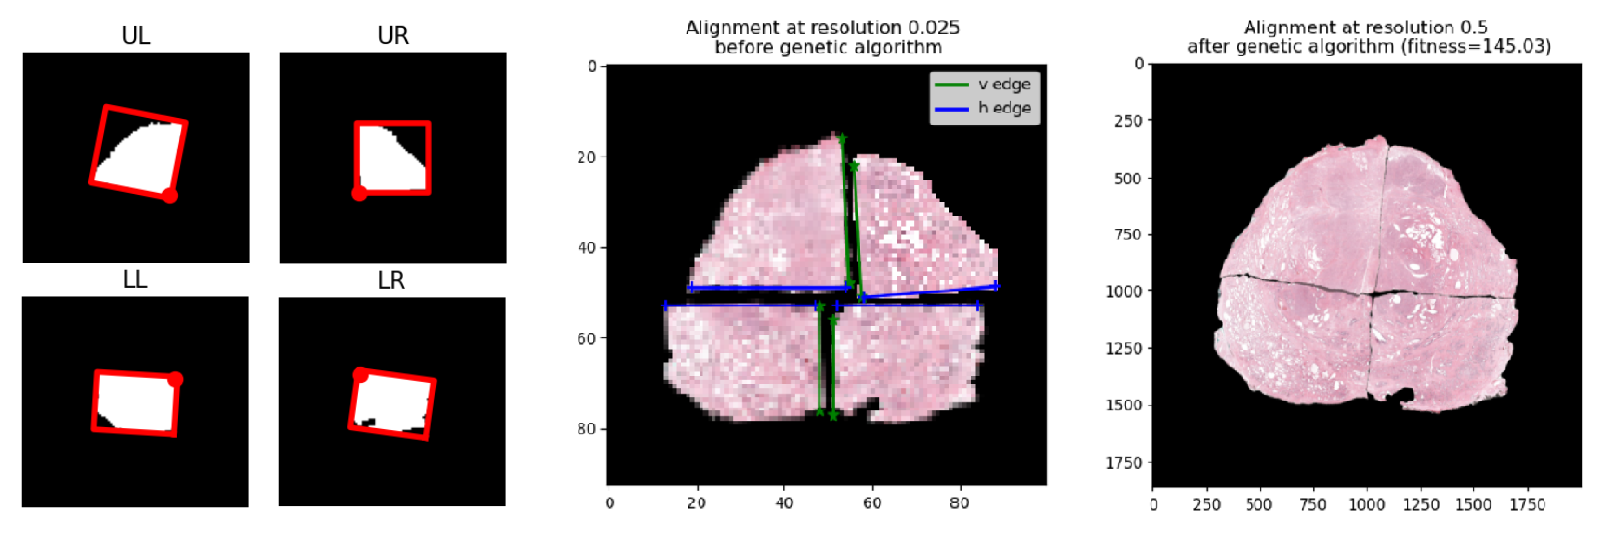 UL
UR
LL
LR
Alignment at resolution 0.025
before genetic algorithm
v edge
h edge
0
20
40
60
80
0
20
40
60
80
Alignment at resolution 0.5
after genetic algorithm (fitness=145.03)
0
250
500
750
1000
1250
1500
1750
0
250
500
750
1000
1250
1500
1750